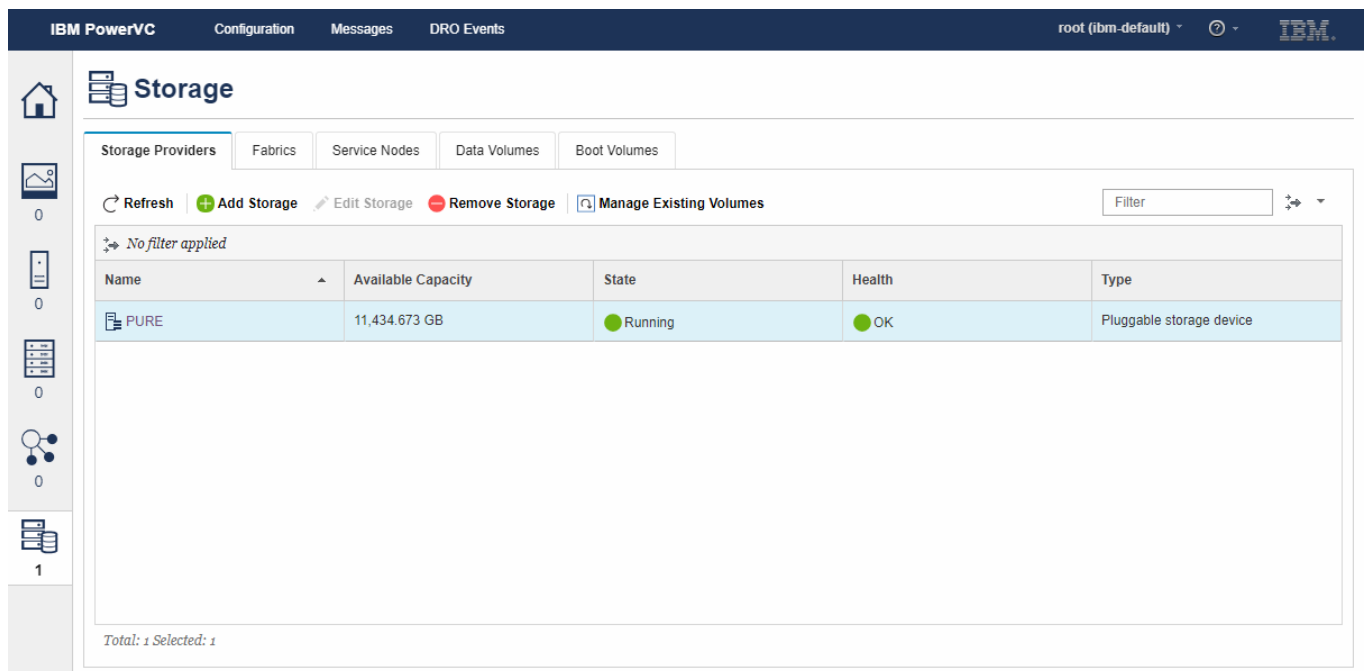 IBM PowerVC Configuration Messages DRO Events root (ibm-default) IBM.
Storage
Storage Providers Fabrics Service Nodes Data Volumes Boot Volumes
Refresh Add Storage Edit Storage Remove Storage Manage Existing Volumes Filter
No filter applied
Name Available Capacity State Health Type
PURE 11,434.673 GB Running OK Pluggable storage device
Total: 1 Selected: 1
0
0
0
0
1